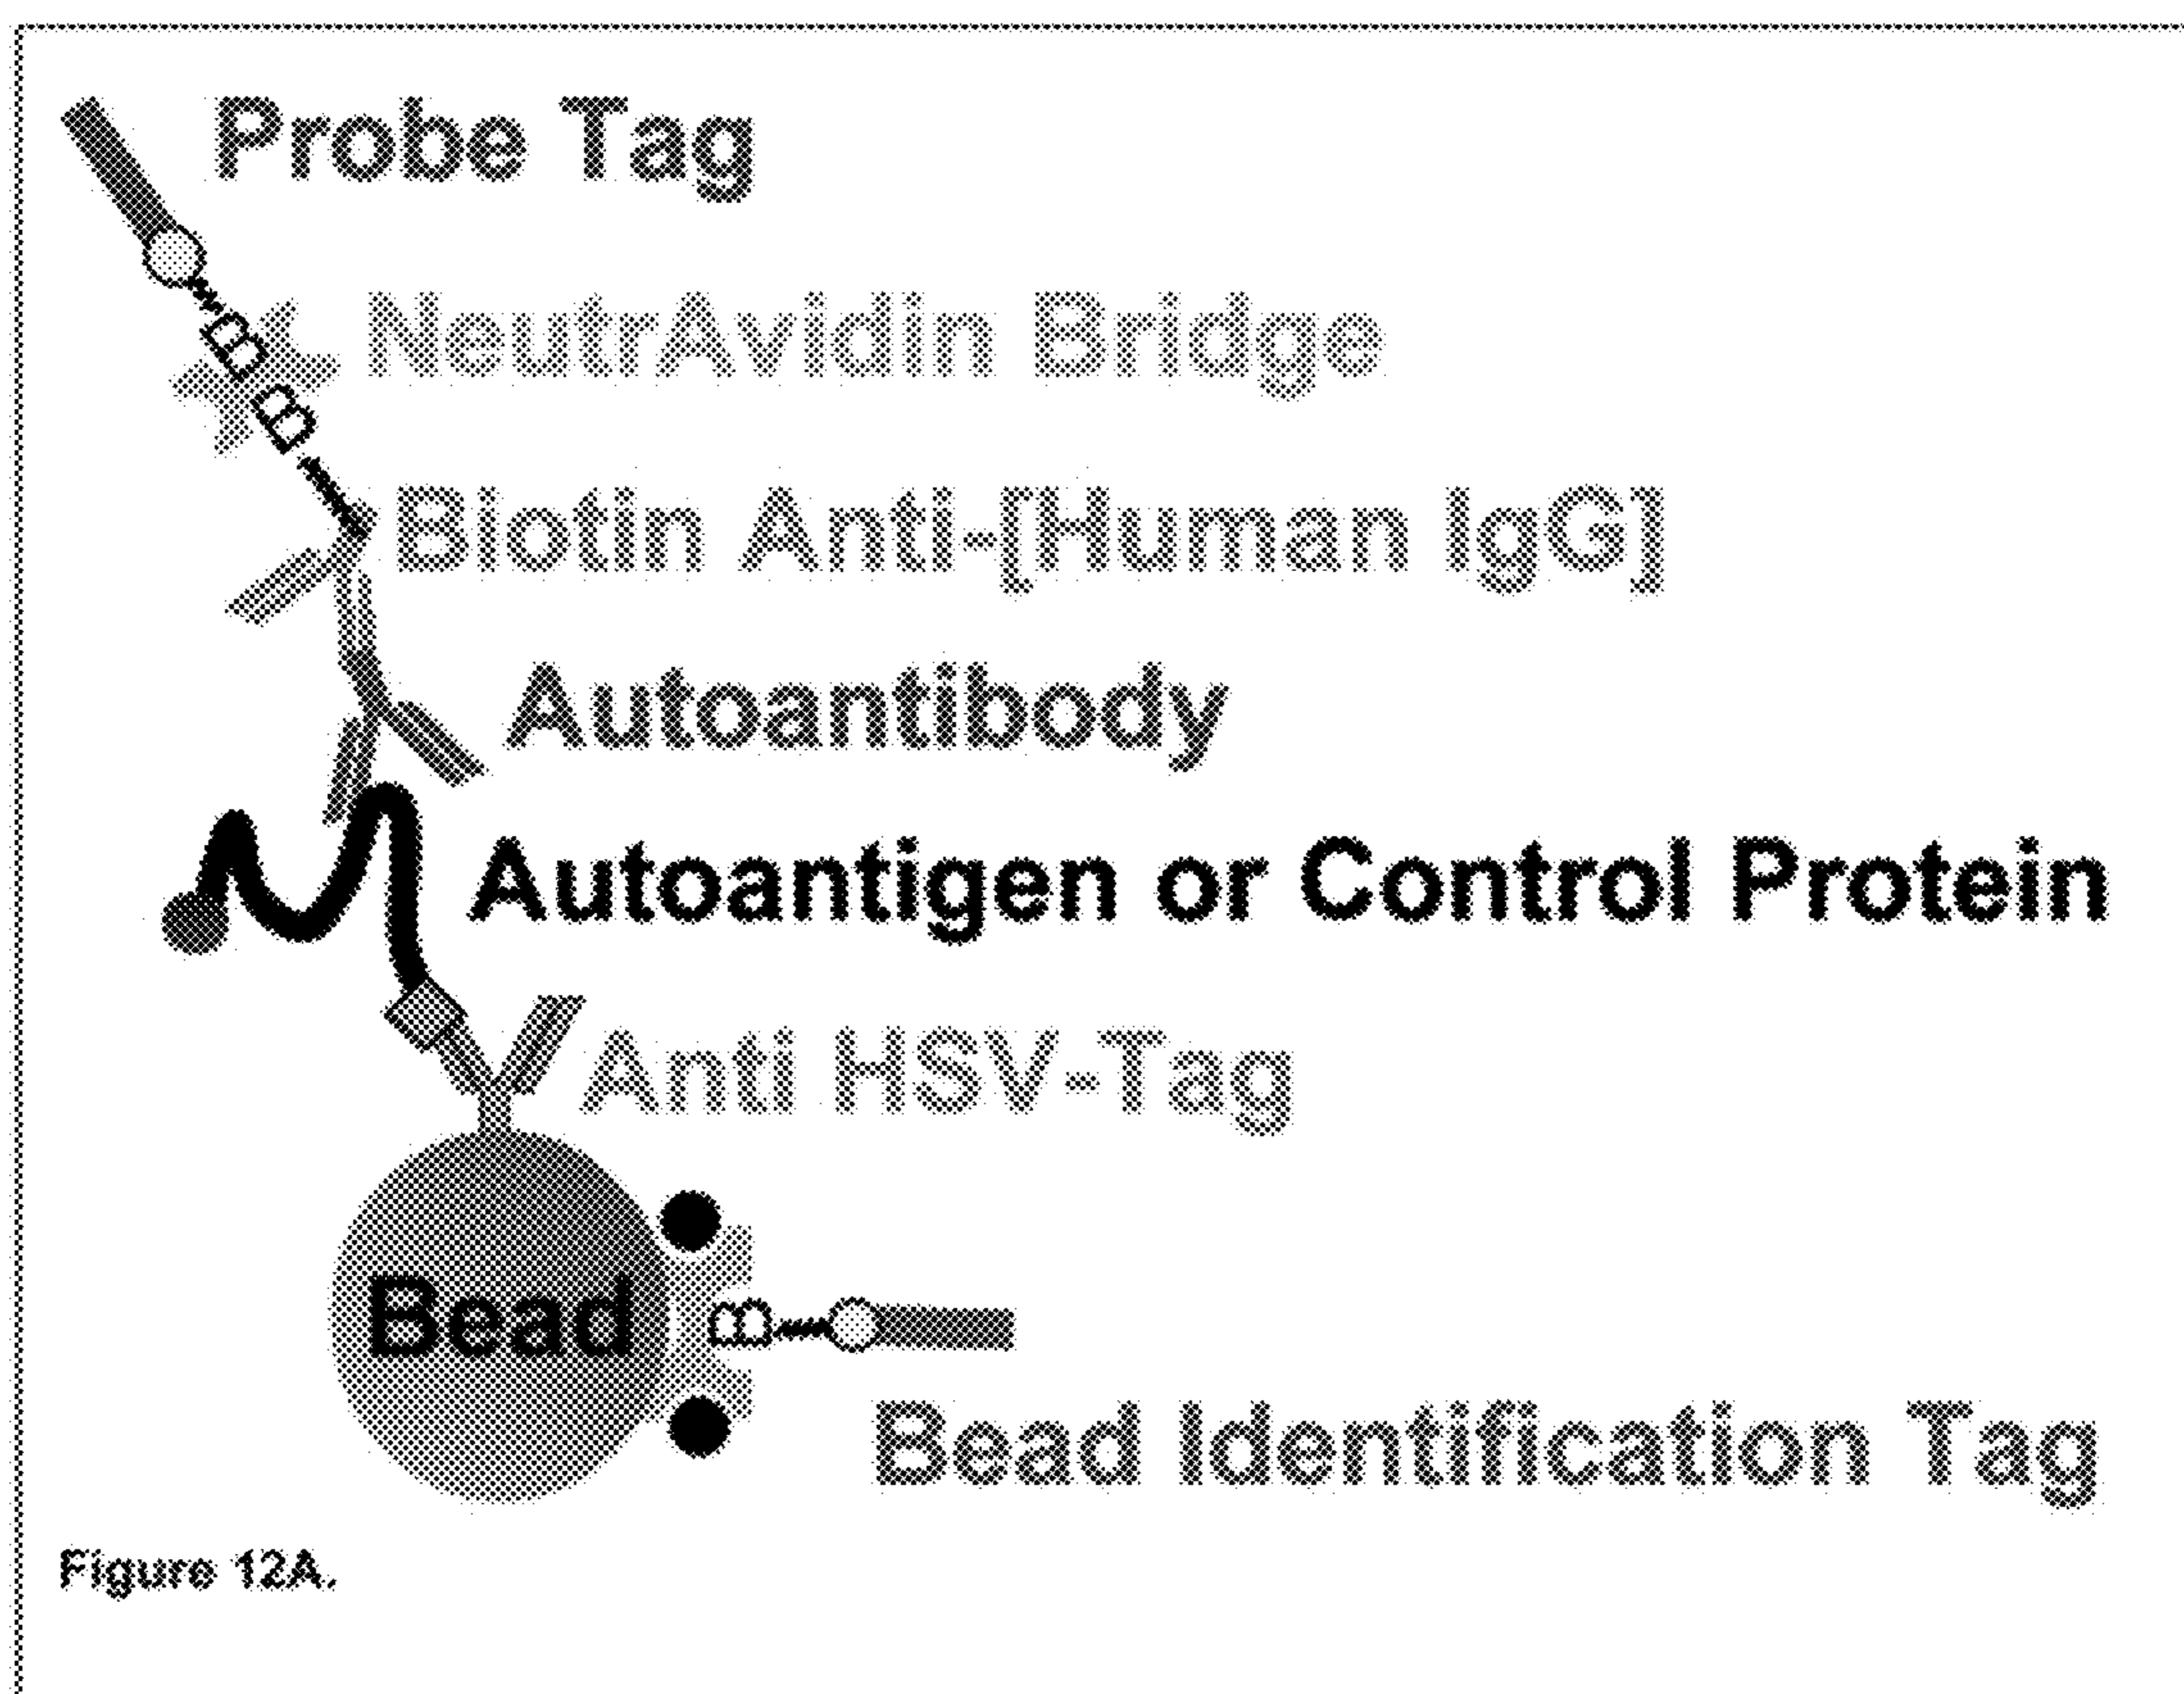 Probe Tag
B
NeutrAvidin Bridge
B
Biotin Anti-[Human IgG]
Autoantibody
Autoantigen or Control Protein
Anti HSV-Tag
Bead
B
Bead Identification Tag
Figure 12A.